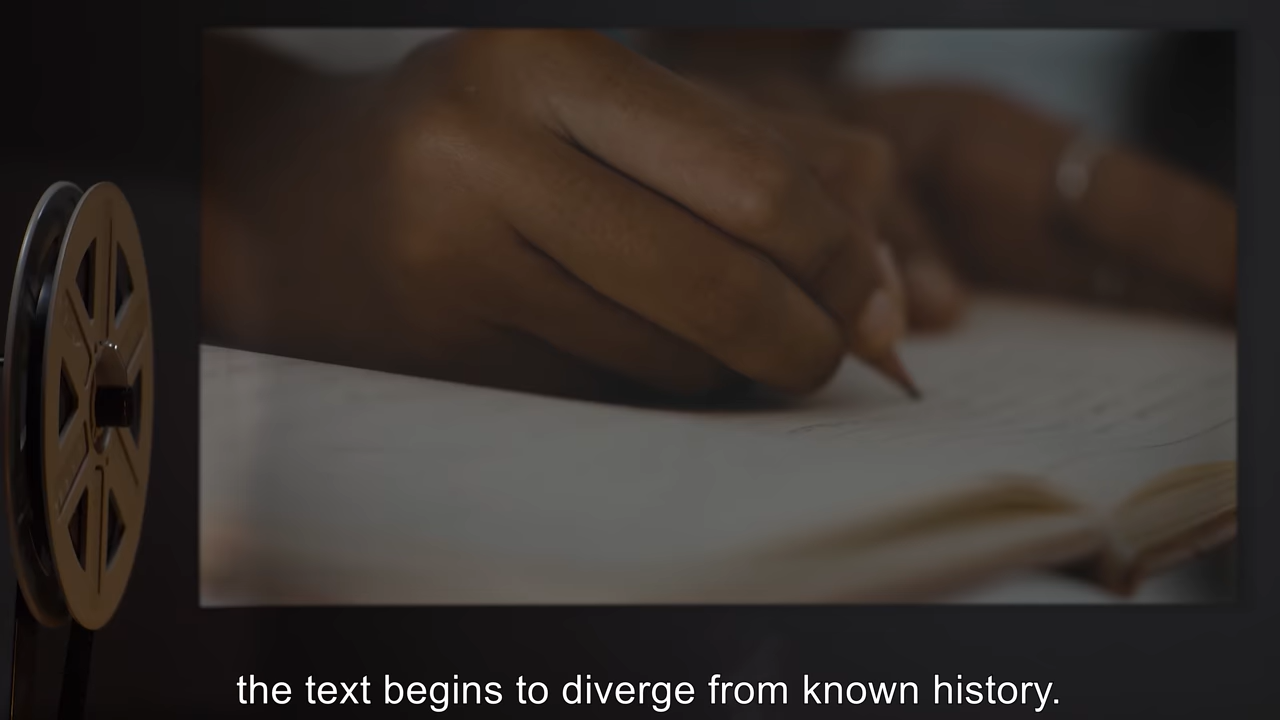 the text begins to diverge from known history.